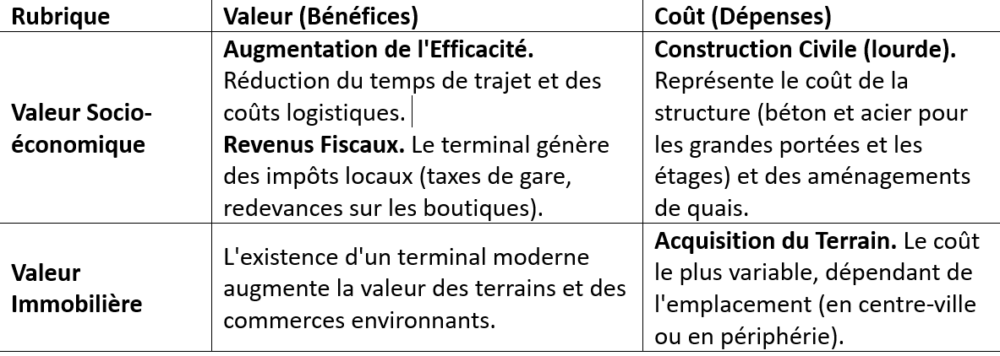 Rubrique
Valeur (Bénéfices)
Coût (Dépenses)
Valeur Socio-
économique
Augmentation de l'Efficacité.
Réduction du temps de trajet et des
coûts logistiques.
Revenus Fiscaux. Le terminal génère
des impôts locaux (taxes de gare,
redevances sur les boutiques).
Construction Civile (lourde).
Représente le coût de la
structure (béton et acier pour
les grandes portées et les
étages) et des aménagements
de quais.
Valeur
Immobilière
L'existence d'un terminal moderne
augmente la valeur des terrains et des
commerces environnants.
Acquisition du Terrain. Le coût
le plus variable, dépendant de
l'emplacement (en centre-ville
ou en périphérie).